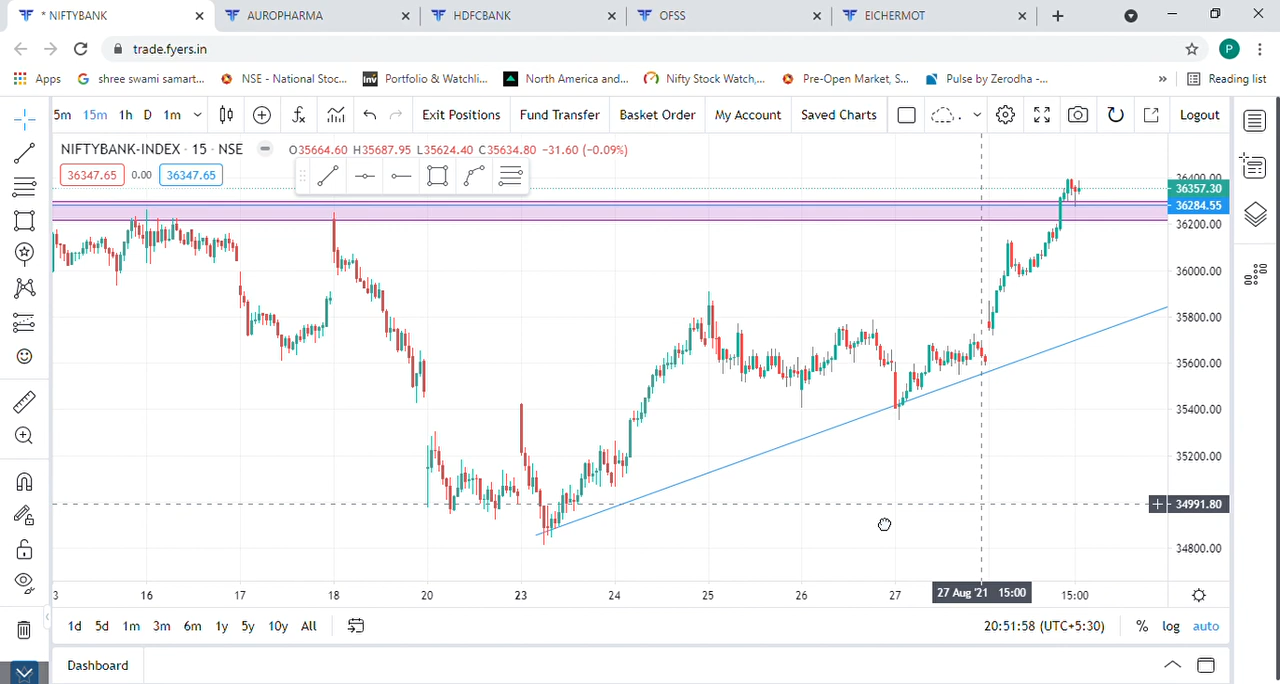 * NIFTYBANK AUROPHARMA HDFCBANK OFSS EICHERMOT
trade.fyers.in P
Apps shree swami samart... NSE - National Stoc... Inv Portfolio & Watchli... North America and... Nifty Stock Watch,... Pre-Open Market, S... Pulse by Zerodha -... » Reading list
5m 15m 1h D 1m Exit Positions Fund Transfer Basket Order My Account Saved Charts Logout
NIFTYBANK-INDEX · 15 · NSE O35664.60 H35687.95 L35624.40 C35634.80 -31.60 (-0.09%)
36347.65 0.00 36347.65
36400.00
36357.30
36284.55
36200.00
36000.00
35800.00
35600.00
35400.00
35200.00
34991.80
34800.00
3 16 17 18 20 23 24 25 26 27 27 Aug '21 15:00 15:00
1d 5d 1m 3m 6m 1y 5y 10y All 20:51:58 (UTC+5:30) % log auto
Dashboard